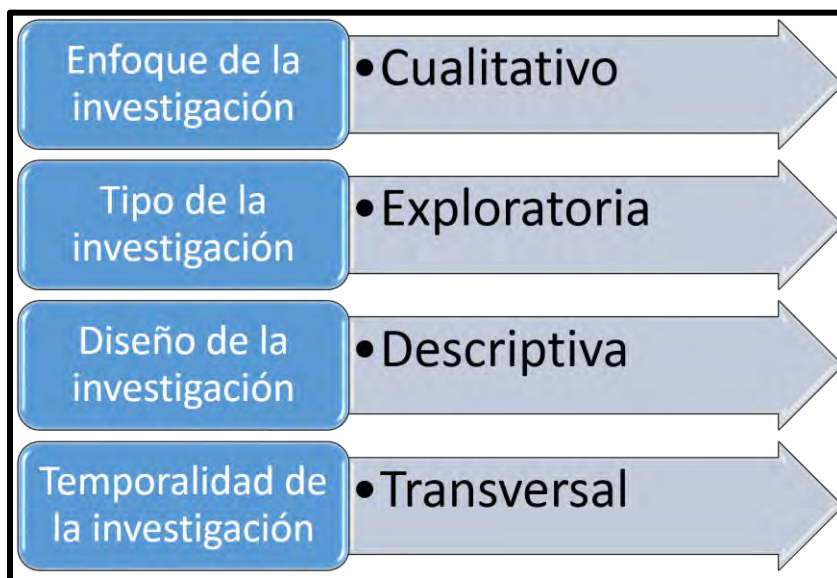 Enfoque de la
investigación
•Cualitativo
Tipo de la
investigación
•Exploratoria
Diseño de la
investigación
•Descriptiva
Temporalidad de
la investigación
•Transversal